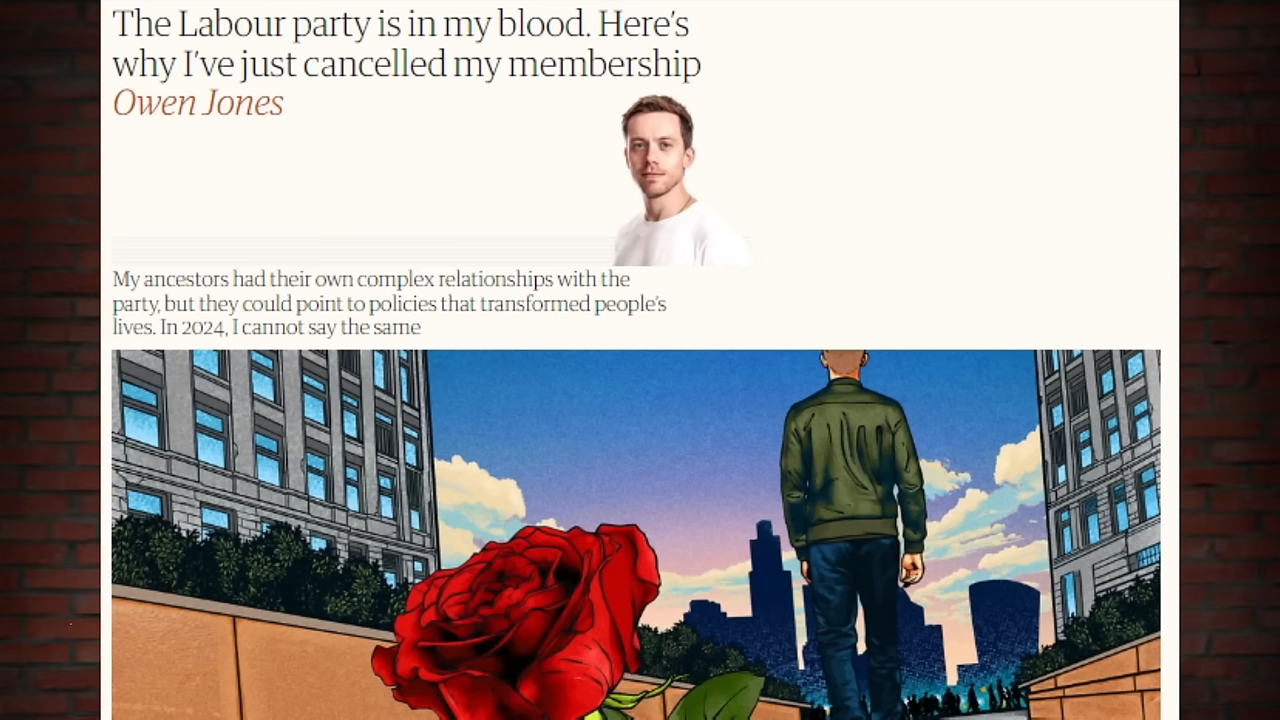 The Labour party is in my blood. Here's
why I've just cancelled my membership
Owen Jones
My ancestors had their own complex relationships with the
party, but they could point to policies that transformed people's
lives. In 2024, I cannot say the same